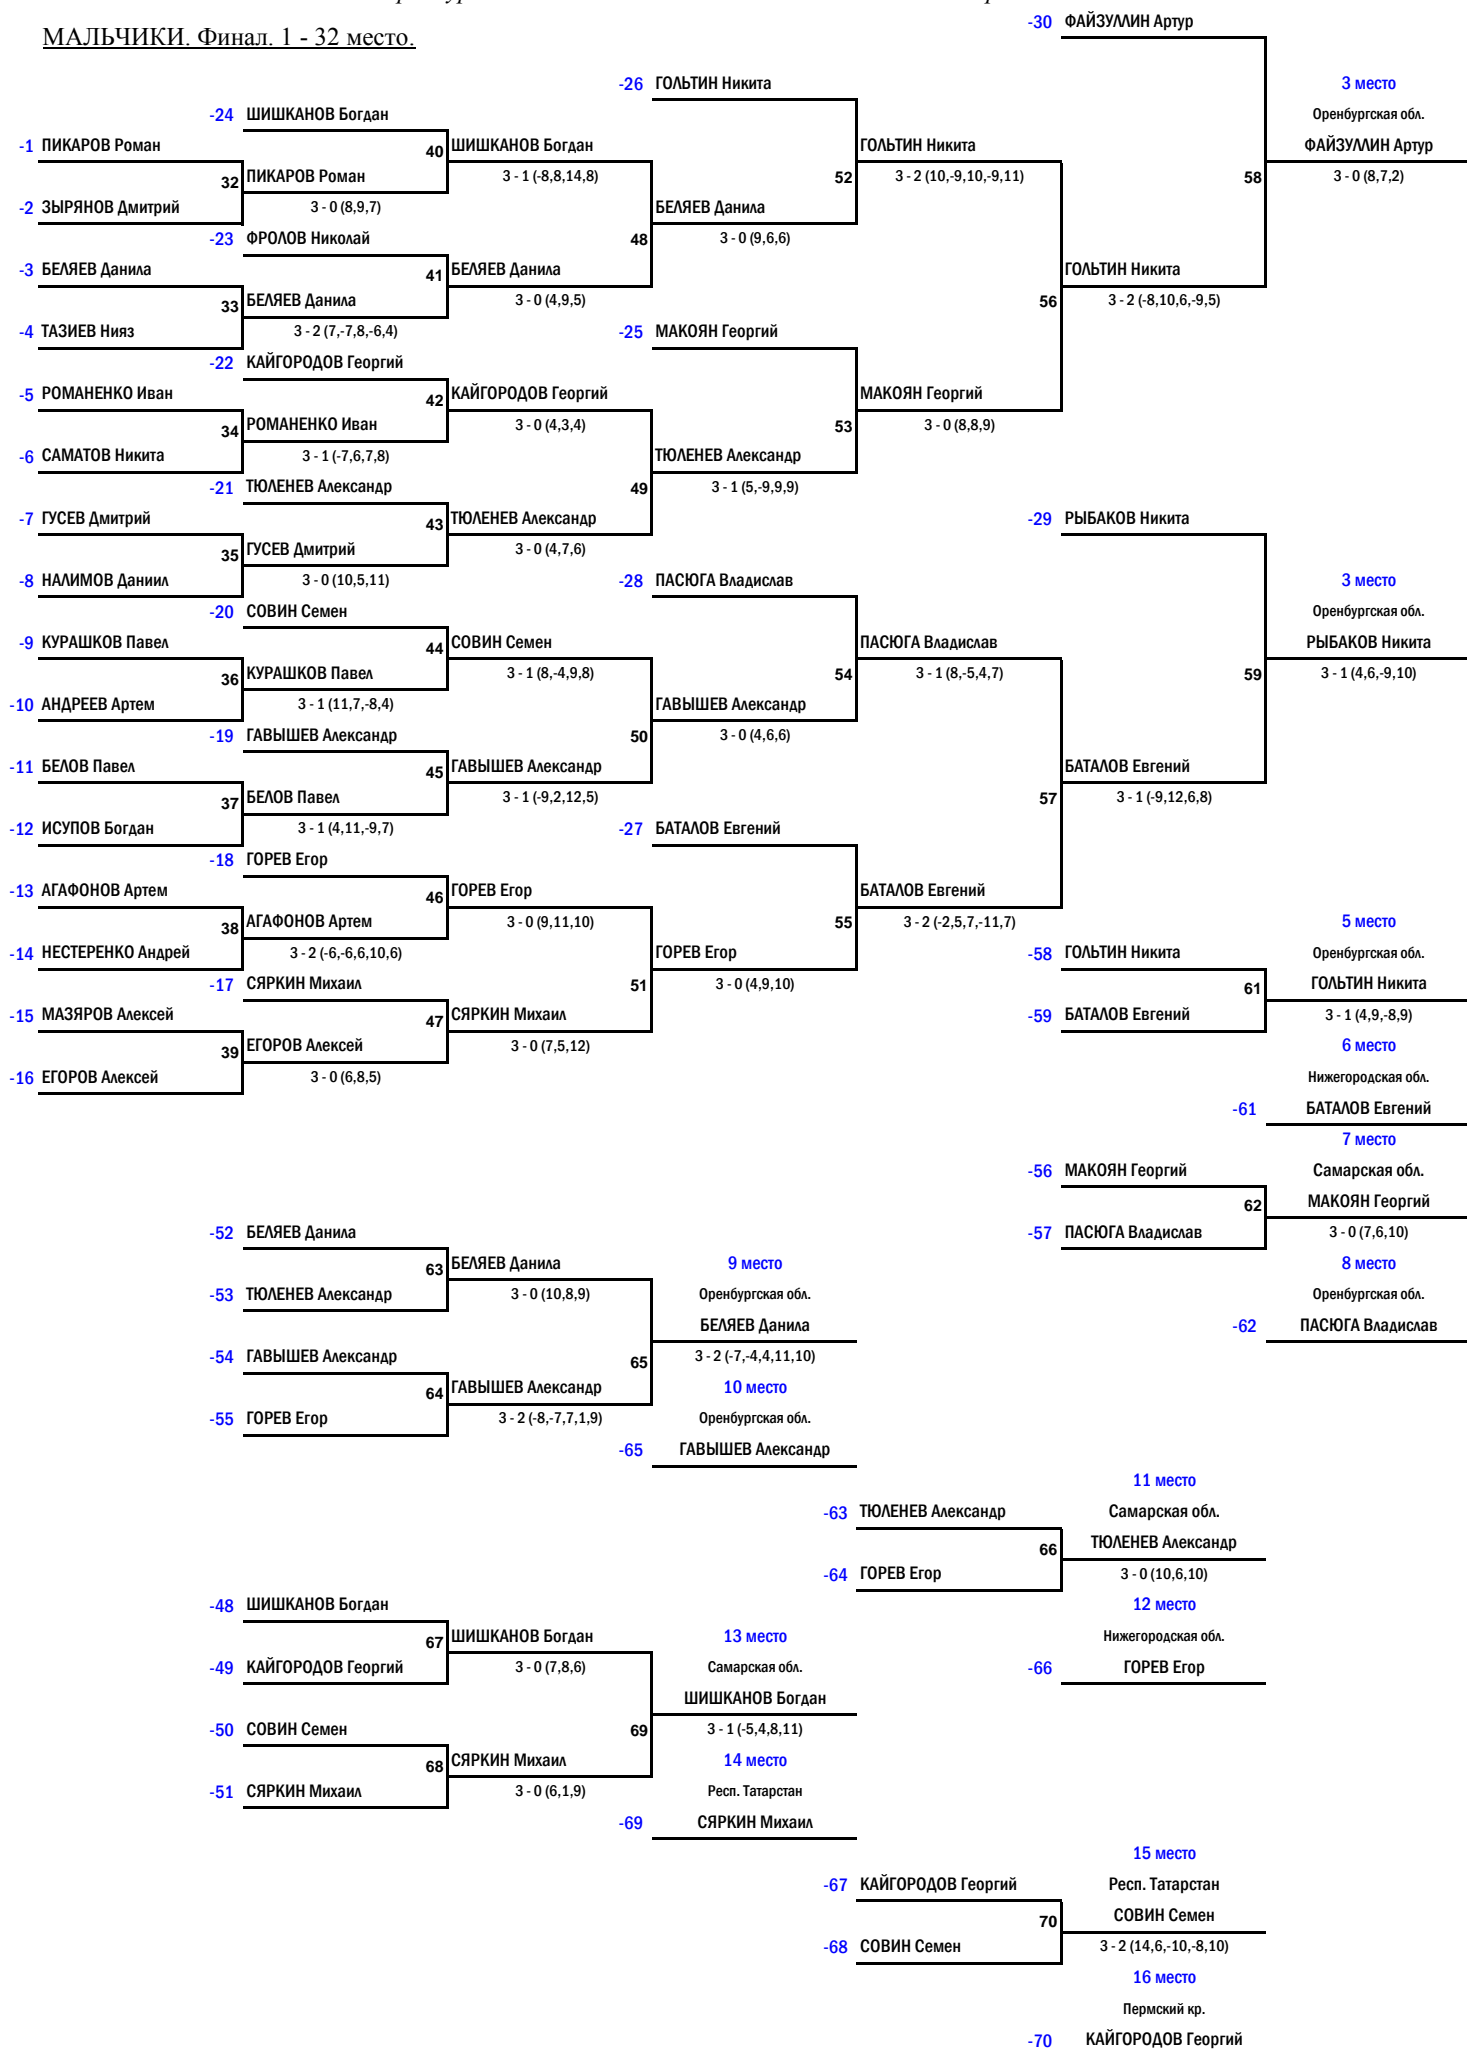 МАЛЬЧИКИ. Финал. 1 - 32 место.
-30 ФАЙЗУЛЛИН Артур
-26 ГОЛЬТИН Никита
3 место
-24 ШИШКАНОВ Богдан
Оренбургская обл.
-1 ПИКАРОВ Роман
40 ШИШКАНОВ Богдан
ГОЛЬТИН Никита
ФАЙЗУЛЛИН Артур
32 ПИКАРОВ Роман
3 - 1 (-8,8,14,8)
52
3 - 2 (10,-9,10,-9,11)
58
3 - 0 (8,7,2)
-2 ЗЫРЯНОВ Дмитрий
3 - 0 (8,9,7)
БЕЛЯЕВ Данила
-23 ФРОЛОВ Николай
48
3 - 0 (9,6,6)
-3 БЕЛЯЕВ Данила
41 БЕЛЯЕВ Данила
ГОЛЬТИН Никита
33 БЕЛЯЕВ Данила
3 - 0 (4,9,5)
56
3 - 2 (-8,10,6,-9,5)
-4 ТАЗИЕВ Нияз
3 - 2 (7,-7,8,-6,4)
-25 МАКОЯН Георгий
-22 КАЙГОРОДОВ Георгий
-5 РОМАНЕНКО Иван
42 КАЙГОРОДОВ Георгий
МАКОЯН Георгий
34 РОМАНЕНКО Иван
3 - 0 (4,3,4)
53
3 - 0 (8,8,9)
-6 САМАТОВ Никита
3 - 1 (-7,6,7,8)
ТЮЛЕНЕВ Александр
-21 ТЮЛЕНЕВ Александр
49
3 - 1 (5,-9,9,9)
-7 ГУСЕВ Дмитрий
43 ТЮЛЕНЕВ Александр
-29 РЫБАКОВ Никита
35 ГУСЕВ Дмитрий
3 - 0 (4,7,6)
-8 НАЛИМОВ Даниил
3 - 0 (10,5,11)
-28 ПАСЮГА Владислав
3 место
-20 СОВИН Семен
Оренбургская обл.
-9 КУРАШКОВ Павел
44 СОВИН Семен
ПАСЮГА Владислав
РЫБАКОВ Никита
36 КУРАШКОВ Павел
3 - 1 (8,-4,9,8)
54
3 - 1 (8,-5,4,7)
59
3 - 1 (4,6,-9,10)
-10 АНДРЕЕВ Артем
3 - 1 (11,7,-8,4)
ГАВЫШЕВ Александр
-19 ГАВЫШЕВ Александр
50
3 - 0 (4,6,6)
-11 БЕЛОВ Павел
45 ГАВЫШЕВ Александр
БАТАЛОВ Евгений
37 БЕЛОВ Павел
3 - 1 (-9,2,12,5)
57
3 - 1 (-9,12,6,8)
-12 ИСУПОВ Богдан
3 - 1 (4,11,-9,7)
-27 БАТАЛОВ Евгений
-18 ГОРЕВ Егор
-13 АГАФОНОВ Артем
46 ГОРЕВ Егор
БАТАЛОВ Евгений
38 АГАФОНОВ Артем
3 - 0 (9,11,10)
55
3 - 2 (-2,5,7,-11,7)
5 место
-14 НЕСТЕРЕНКО Андрей
3 - 2 (-6,-6,6,10,6)
ГОРЕВ Егор
-58 ГОЛЬТИН Никита
Оренбургская обл.
-17 СЯРКИН Михаил
51
3 - 0 (4,9,10)
61
ГОЛЬТИН Никита
-15 МАЗЯРОВ Алексей
47 СЯРКИН Михаил
-59 БАТАЛОВ Евгений
3 - 1 (4,9,-8,9)
39 ЕГОРОВ Алексей
3 - 0 (7,5,12)
6 место
-16 ЕГОРОВ Алексей
3 - 0 (6,8,5)
Нижегородская обл.
-61 БАТАЛОВ Евгений
7 место
-56 МАКОЯН Георгий
Самарская обл.
62
МАКОЯН Георгий
-52 БЕЛЯЕВ Данила
-57 ПАСЮГА Владислав
3 - 0 (7,6,10)
63 БЕЛЯЕВ Данила
9 место
8 место
-53 ТЮЛЕНЕВ Александр
3 - 0 (10,8,9)
Оренбургская обл.
Оренбургская обл.
БЕЛЯЕВ Данила
-62 ПАСЮГА Владислав
-54 ГАВЫШЕВ Александр
65
3 - 2 (-7,-4,4,11,10)
64 ГАВЫШЕВ Александр
10 место
-55 ГОРЕВ Егор
3 - 2 (-8,-7,7,1,9)
Оренбургская обл.
-65 ГАВЫШЕВ Александр
11 место
-63 ТЮЛЕНЕВ Александр
Самарская обл.
66
ТЮЛЕНЕВ Александр
-64 ГОРЕВ Егор
3 - 0 (10,6,10)
-48 ШИШКАНОВ Богдан
12 место
67 ШИШКАНОВ Богдан
13 место
Нижегородская обл.
-49 КАЙГОРОДОВ Георгий
3 - 0 (7,8,6)
Самарская обл.
-66 ГОРЕВ Егор
ШИШКАНОВ Богдан
-50 СОВИН Семен
69
3 - 1 (-5,4,8,11)
68 СЯРКИН Михаил
14 место
-51 СЯРКИН Михаил
3 - 0 (6,1,9)
Респ. Татарстан
-69 СЯРКИН Михаил
15 место
-67 КАЙГОРОДОВ Георгий
Респ. Татарстан
70
СОВИН Семен
-68 СОВИН Семен
3 - 2 (14,6,-10,-8,10)
16 место
Пермский кр.
-70 КАЙГОРОДОВ Георгий